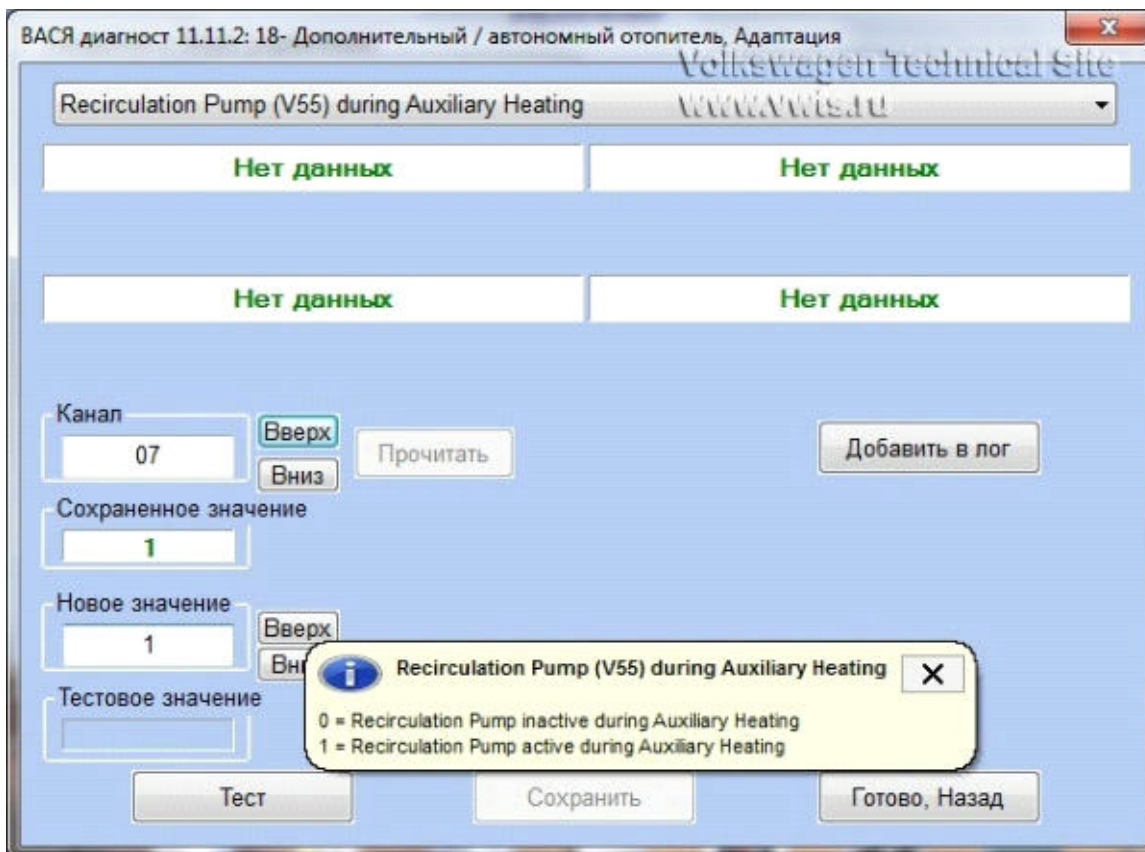 ВАСЯ диагност 11.11.2: 18- Дополнительный / автономный отопитель, Адаптация
Volkswagen Technical Site
www.vwts.ru
Recirculation Pump (V55) during Auxiliary Heating
Нет данных Нет данных
Нет данных Нет данных
Канал
07
Вверх
Вниз
Прочитать
Добавить в лог
Сохраненное значение
1
Новое значение
1
Вверх
Recirculation Pump (V55) during Auxiliary Heating
0 = Recirculation Pump inactive during Auxiliary Heating
1 = Recirculation Pump active during Auxiliary Heating
Тестовое значение
Тест Сохранить Готово, Назад